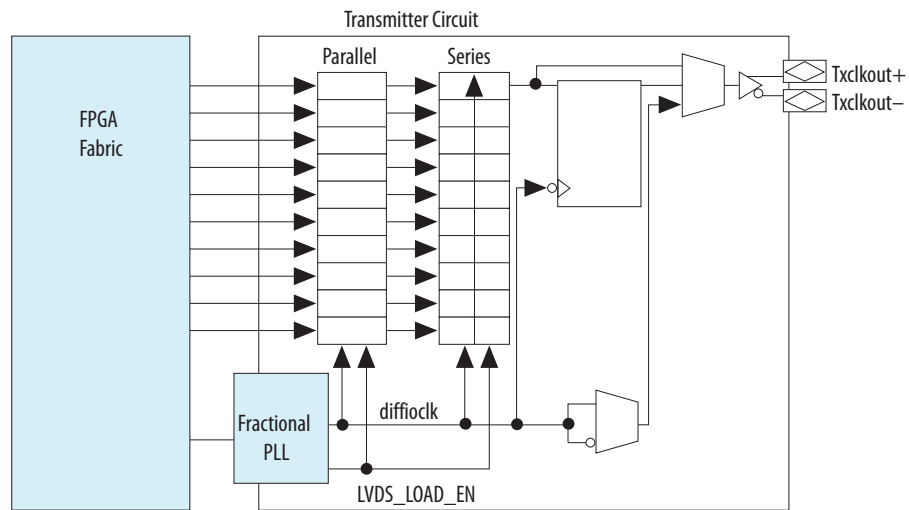 Transmitter Circuit
Parallel
Series
Txclkout+
Txclkout–
FPGA
Fabric
Fractional
PLL
diffioclk
LVDS_LOAD_EN